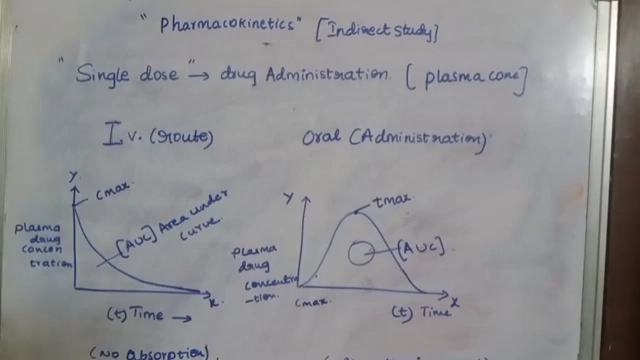 "Pharmacokinetics" [Indirect study]
"Single dose" → drug Administration. [plasma conc]
I.v. (route)
Oral (Administration)
Y
cmax.
[AUC] Area under
curve
plasma
drug
concen
tration
x.
(t) Time →
(No absorption).
Y
tmax
[AUC]
plasma
drug
concentra
-tion.
cmax.
x
(t) Time